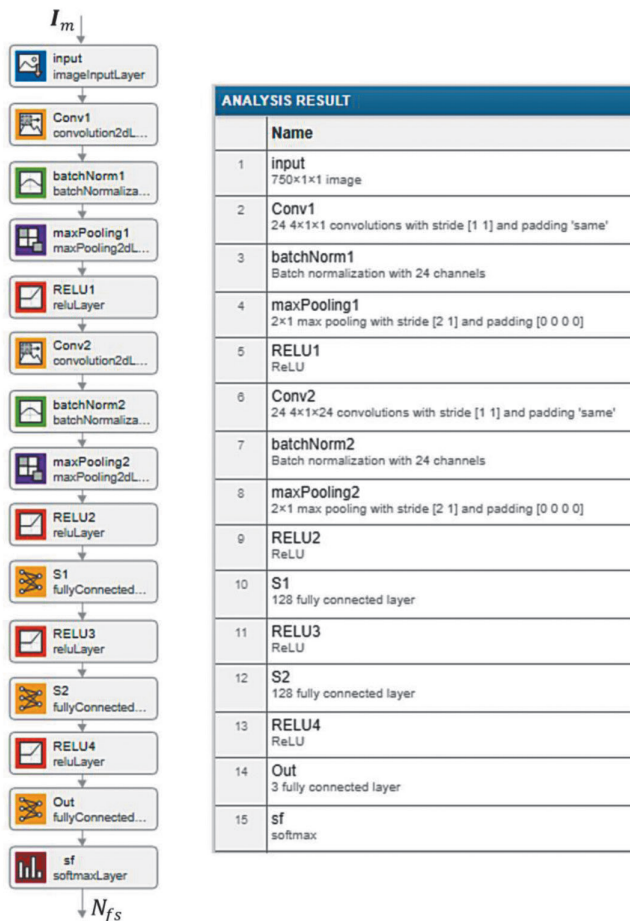 I_m
input
imageInputLayer
Conv1
convolution2dL...
batchNorm1
batchNormaliza...
maxPooling1
maxPooling2dL...
RELU1
reluLayer
Conv2
convolution2dL...
batchNorm2
batchNormaliza...
maxPooling2
maxPooling2dL...
RELU2
reluLayer
S1
fullyConnected...
RELU3
reluLayer
S2
fullyConnected...
RELU4
reluLayer
Out
fullyConnected...
sf
softmaxLayer
N_fs
ANALYSIS RESULT
Name
1 input
750×1×1 image
2 Conv1
24 4×1×1 convolutions with stride [1 1] and padding 'same'
3 batchNorm1
Batch normalization with 24 channels
4 maxPooling1
2×1 max pooling with stride [2 1] and padding [0 0 0 0]
5 RELU1
ReLU
6 Conv2
24 4×1×24 convolutions with stride [1 1] and padding 'same'
7 batchNorm2
Batch normalization with 24 channels
8 maxPooling2
2×1 max pooling with stride [2 1] and padding [0 0 0 0]
9 RELU2
ReLU
10 S1
128 fully connected layer
11 RELU3
ReLU
12 S2
128 fully connected layer
13 RELU4
ReLU
14 Out
3 fully connected layer
15 sf
softmax